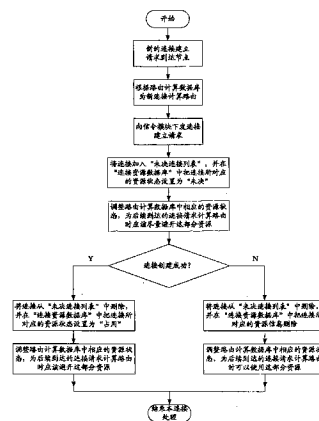 开始
新的连接建立
请求到达节点
根据路由计算数据库
为新连接计算路由
向信令模块下发连接
建立请求
将连接加入“未决连接列表”，并在
“连接资源数据库”中把连接所对应
的资源状态设置为“未决”
调整路由计算数据库中相应的资源状
态，为后续到达的连接请求计算路由
时应该尽量避开这部分资源
连接创建成功？
Y
N
将连接从“未决连接列表”中删除，
并在“连接资源数据库”中把连接所
对应的资源状态设置为“占用”
将连接从“未决连接列表”中删除，
并在“连接资源数据库”中把连接所
对应的资源信息删除
调整路由计算数据库中相应的资源状
态，为后续到达的连接请求计算路由
时应该避开这部分资源
调整路由计算数据库中相应的资源状
态，为后续到达的连接请求计算路由
时可以使用这部分资源
结束本连接
处理